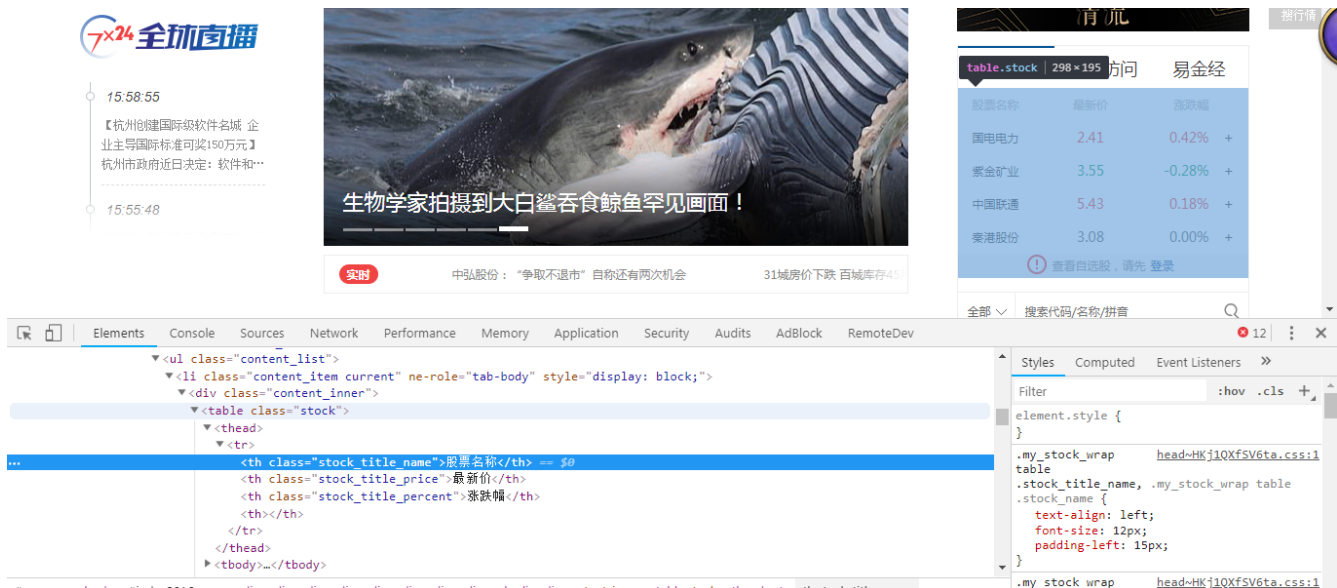 7×24 全球直播
15:58:55
【杭州创建国际级软件名城 企
业主导国际标准可奖150万元】
杭州市政府近日决定：软件和…
15:55:48
生物学家拍摄到大白鲨吞食鲸鱼罕见画面！
实时 中弘股份：“争取不退市”自称还有两次机会 31城房价下跌 百城库存45
清流
搜行情
table.stock 298×195
访问 易金经
股票名称 最新价 涨跌幅
国电电力 2.41 0.42% +
紫金矿业 3.55 -0.28% +
中国联通 5.43 0.18% +
秦港股份 3.08 0.00% +
查看自选股，请先 登录
全部 搜索代码/名称/拼音
Elements Console Sources Network Performance Memory Application Security Audits AdBlock RemoteDev 12
<ul class="content_list">
<li class="content_item current" ne-role="tab-body" style="display: block;">
<div class="content_inner">
<table class="stock">
<thead>
<tr>
<th class="stock_title_name">股票名称</th> == $0
<th class="stock_title_price">最新价</th>
<th class="stock_title_percent">涨跌幅</th>
<th></th>
</tr>
</thead>
<tbody>…</tbody>
Styles Computed Event Listeners »
Filter :hov .cls +
element.style {
}
.my_stock_wrap head~HKj1QXfSV6ta.css:1
table
.stock_title_name, .my_stock_wrap table
.stock_name {
text-align: left;
font-size: 12px;
padding-left: 15px;
}
.my_stock_wrap head~HKj1QXfSV6ta.css:1